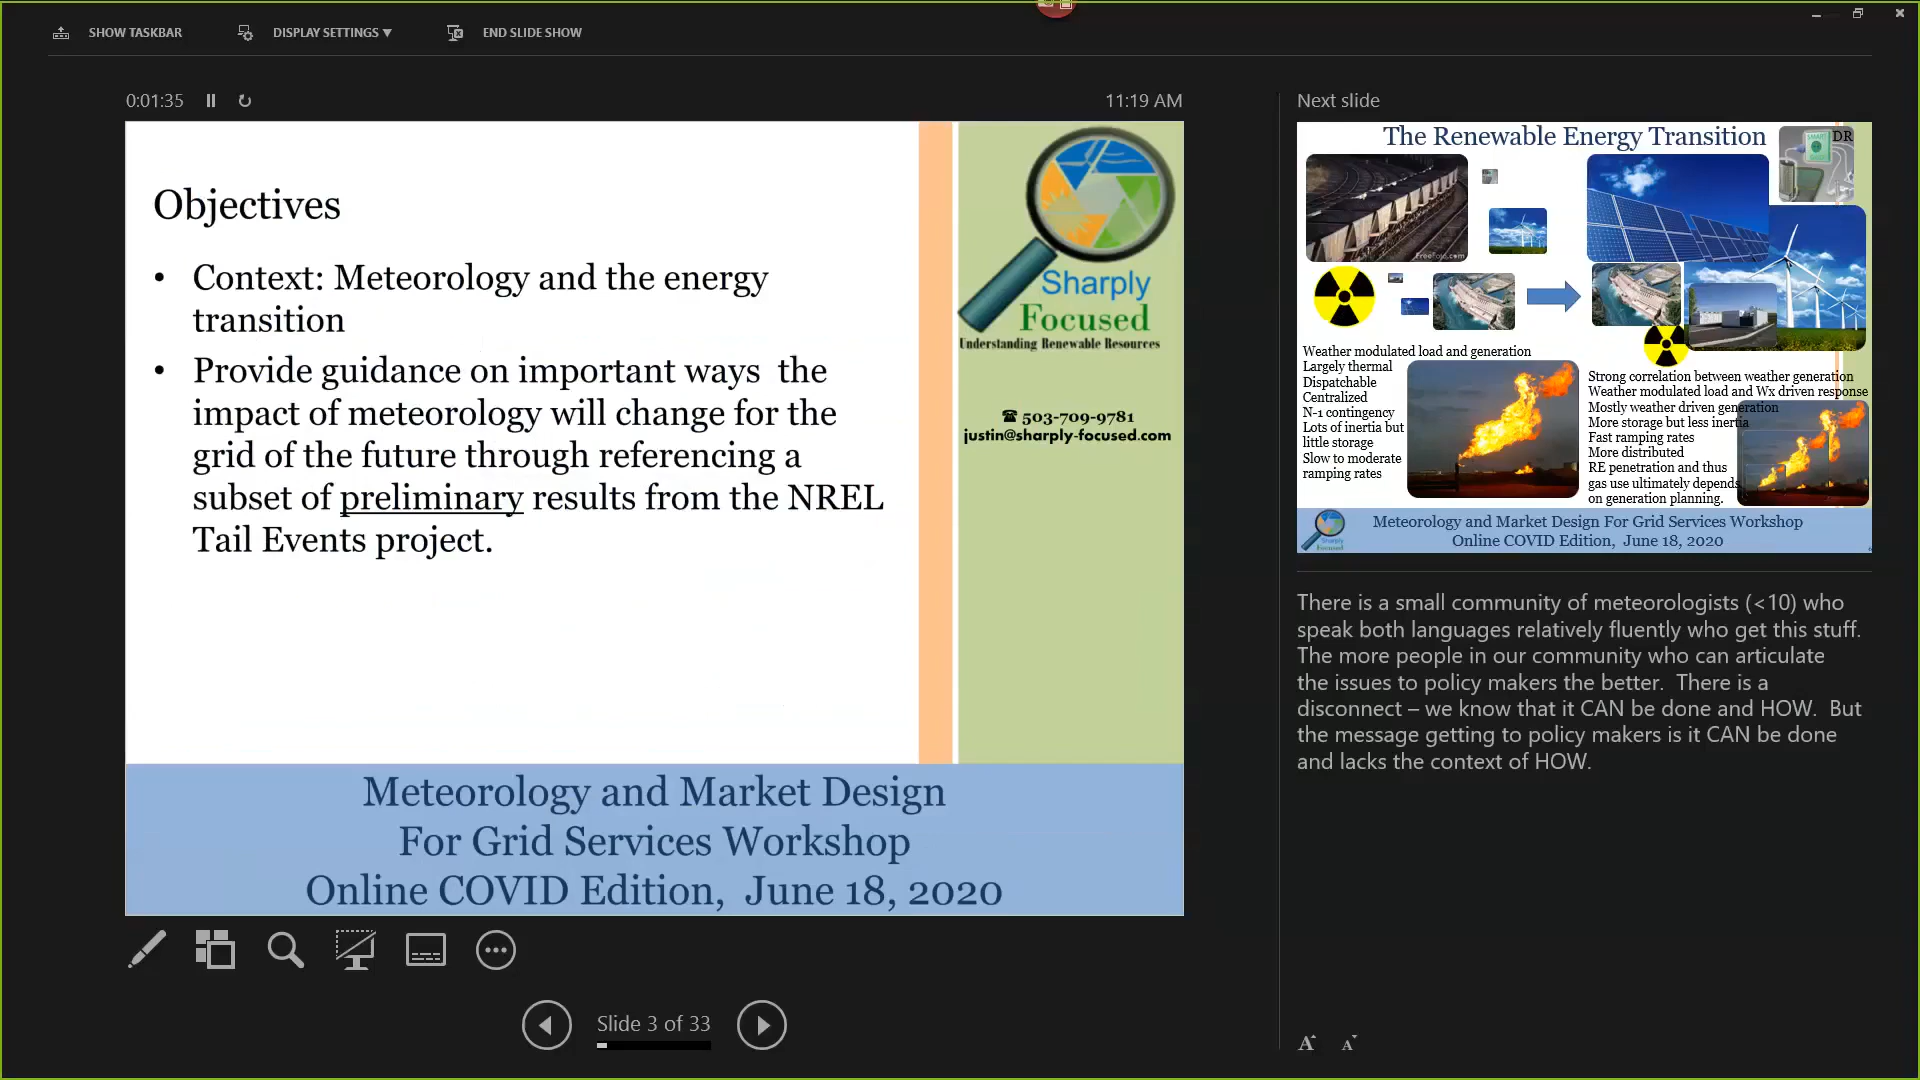 SHOW TASKBAR
DISPLAY SETTINGS ▼
END SLIDE SHOW
0:01:35
11:19 AM
Objectives
• Context: Meteorology and the energy
transition
• Provide guidance on important ways  the
impact of meteorology will change for the
grid of the future through referencing a
subset of preliminary results from the NREL
Tail Events project.
Sharply
Focused
Understanding Renewable Resources
☎ 503-709-9781
justin@sharply-focused.com
Meteorology and Market Design
For Grid Services Workshop
Online COVID Edition,  June 18, 2020
Slide 3 of 33
Next slide
The Renewable Energy Transition
DR
SMART
FreeFoto.com
Weather modulated load and generation
Largely thermal
Dispatchable
Centralized
N-1 contingency
Lots of inertia but
little storage
Slow to moderate
ramping rates
Strong correlation between weather generation
Weather modulated load and Wx driven response
Mostly weather driven generation
More storage but less inertia
Fast ramping rates
More distributed
RE penetration and thus
gas use ultimately depends
on generation planning.
Sharply
Focused
Meteorology and Market Design For Grid Services Workshop
Online COVID Edition,  June 18, 2020
There is a small community of meteorologists (<10) who
speak both languages relatively fluently who get this stuff.
The more people in our community who can articulate
the issues to policy makers the better.  There is a
disconnect – we know that it CAN be done and HOW.  But
the message getting to policy makers is it CAN be done
and lacks the context of HOW.
A A